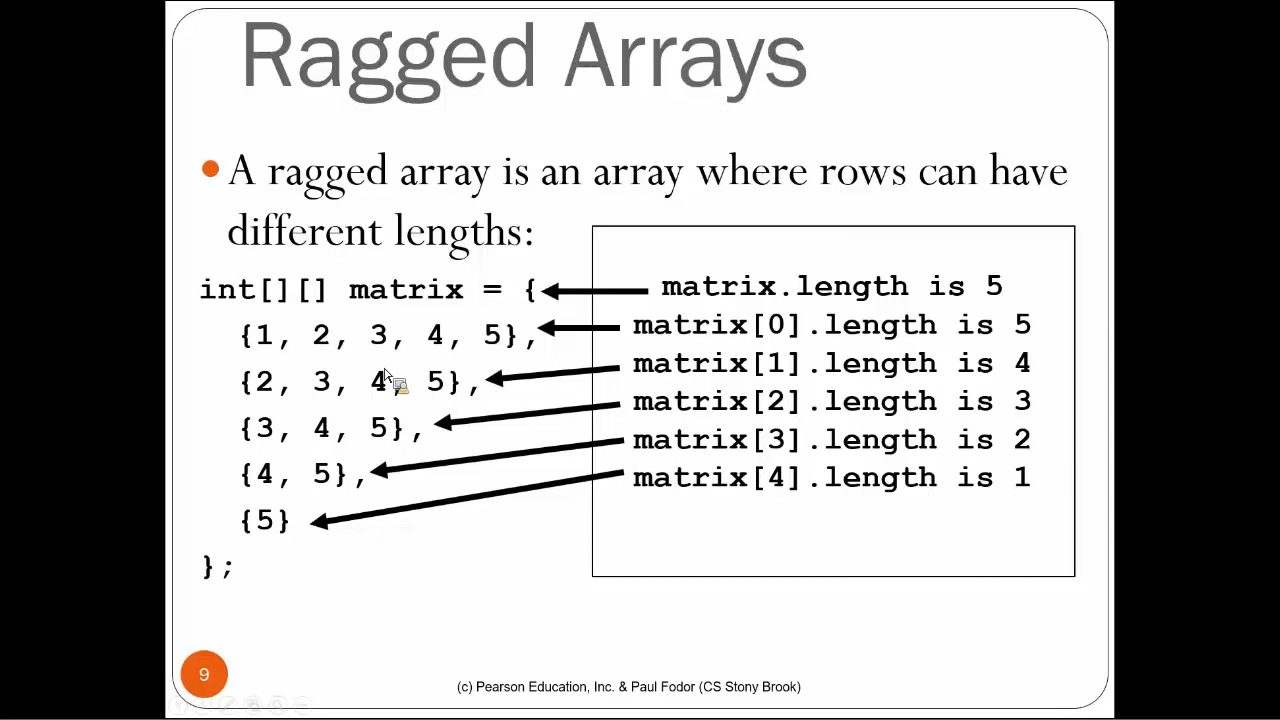 Ragged Arrays
• A ragged array is an array where rows can have
different lengths:
int[][] matrix = {
{1, 2, 3, 4, 5},
{2, 3, 4, 5},
{3, 4, 5},
{4, 5},
{5}
};
matrix.length is 5
matrix[0].length is 5
matrix[1].length is 4
matrix[2].length is 3
matrix[3].length is 2
matrix[4].length is 1
9
(c) Pearson Education, Inc. & Paul Fodor (CS Stony Brook)